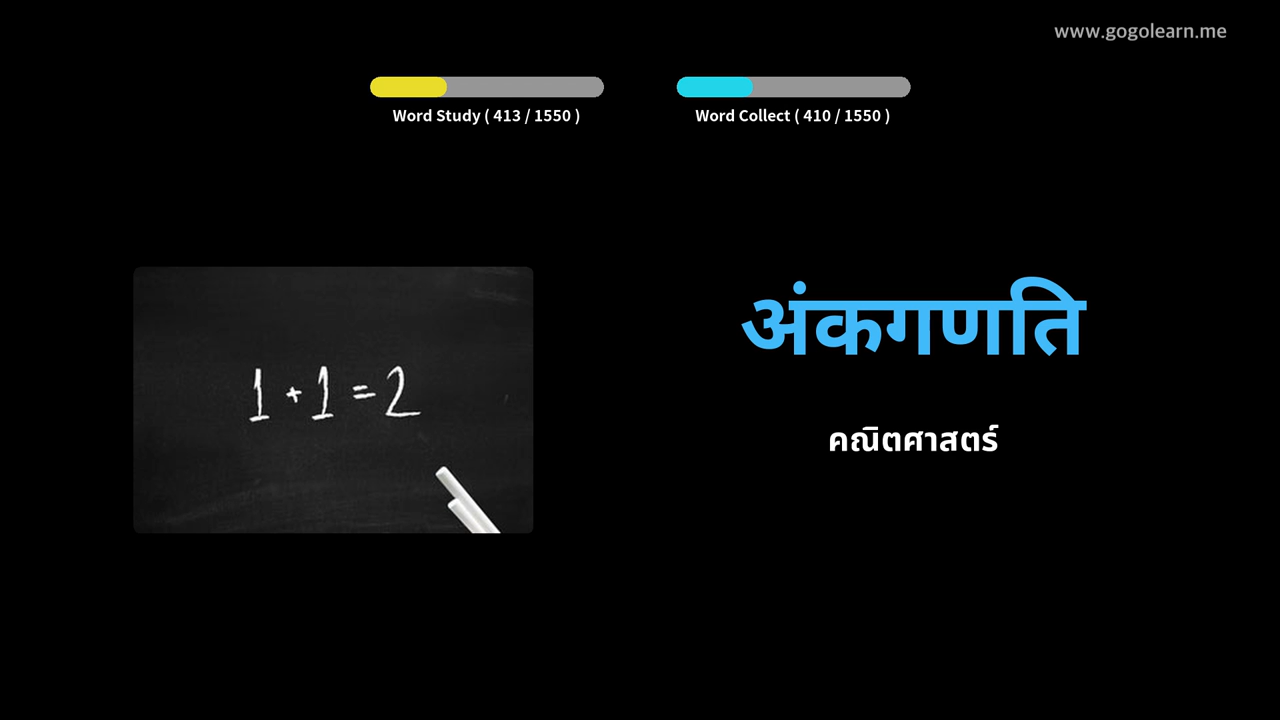 www.gogolearn.me
Word Study ( 413 / 1550 )
Word Collect ( 410 / 1550 )
1 + 1 = 2
अंकगणति
คณิตศาสตร์